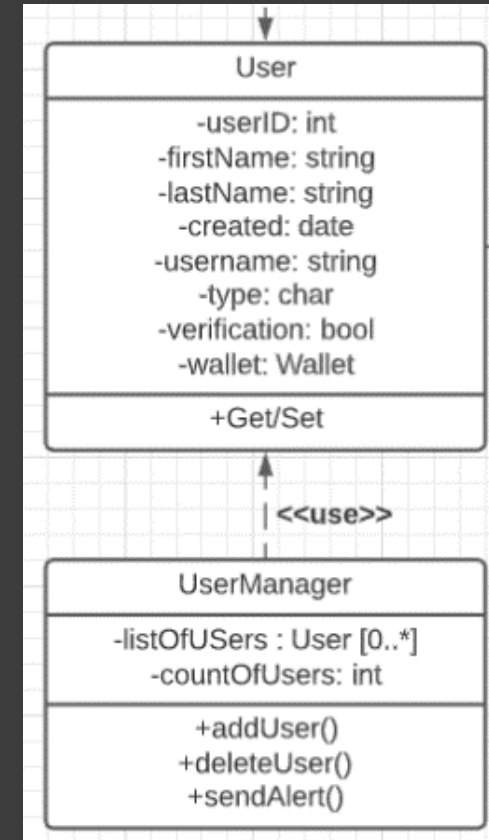 User
-userID: int
-firstName: string
-lastName: string
-created: date
-username: string
-type: char
-verification: bool
-wallet: Wallet
+Get/Set
<<use>>
UserManager
-listOfUSers : User [0..*]
-countOfUsers: int
+addUser()
+deleteUser()
+sendAlert()